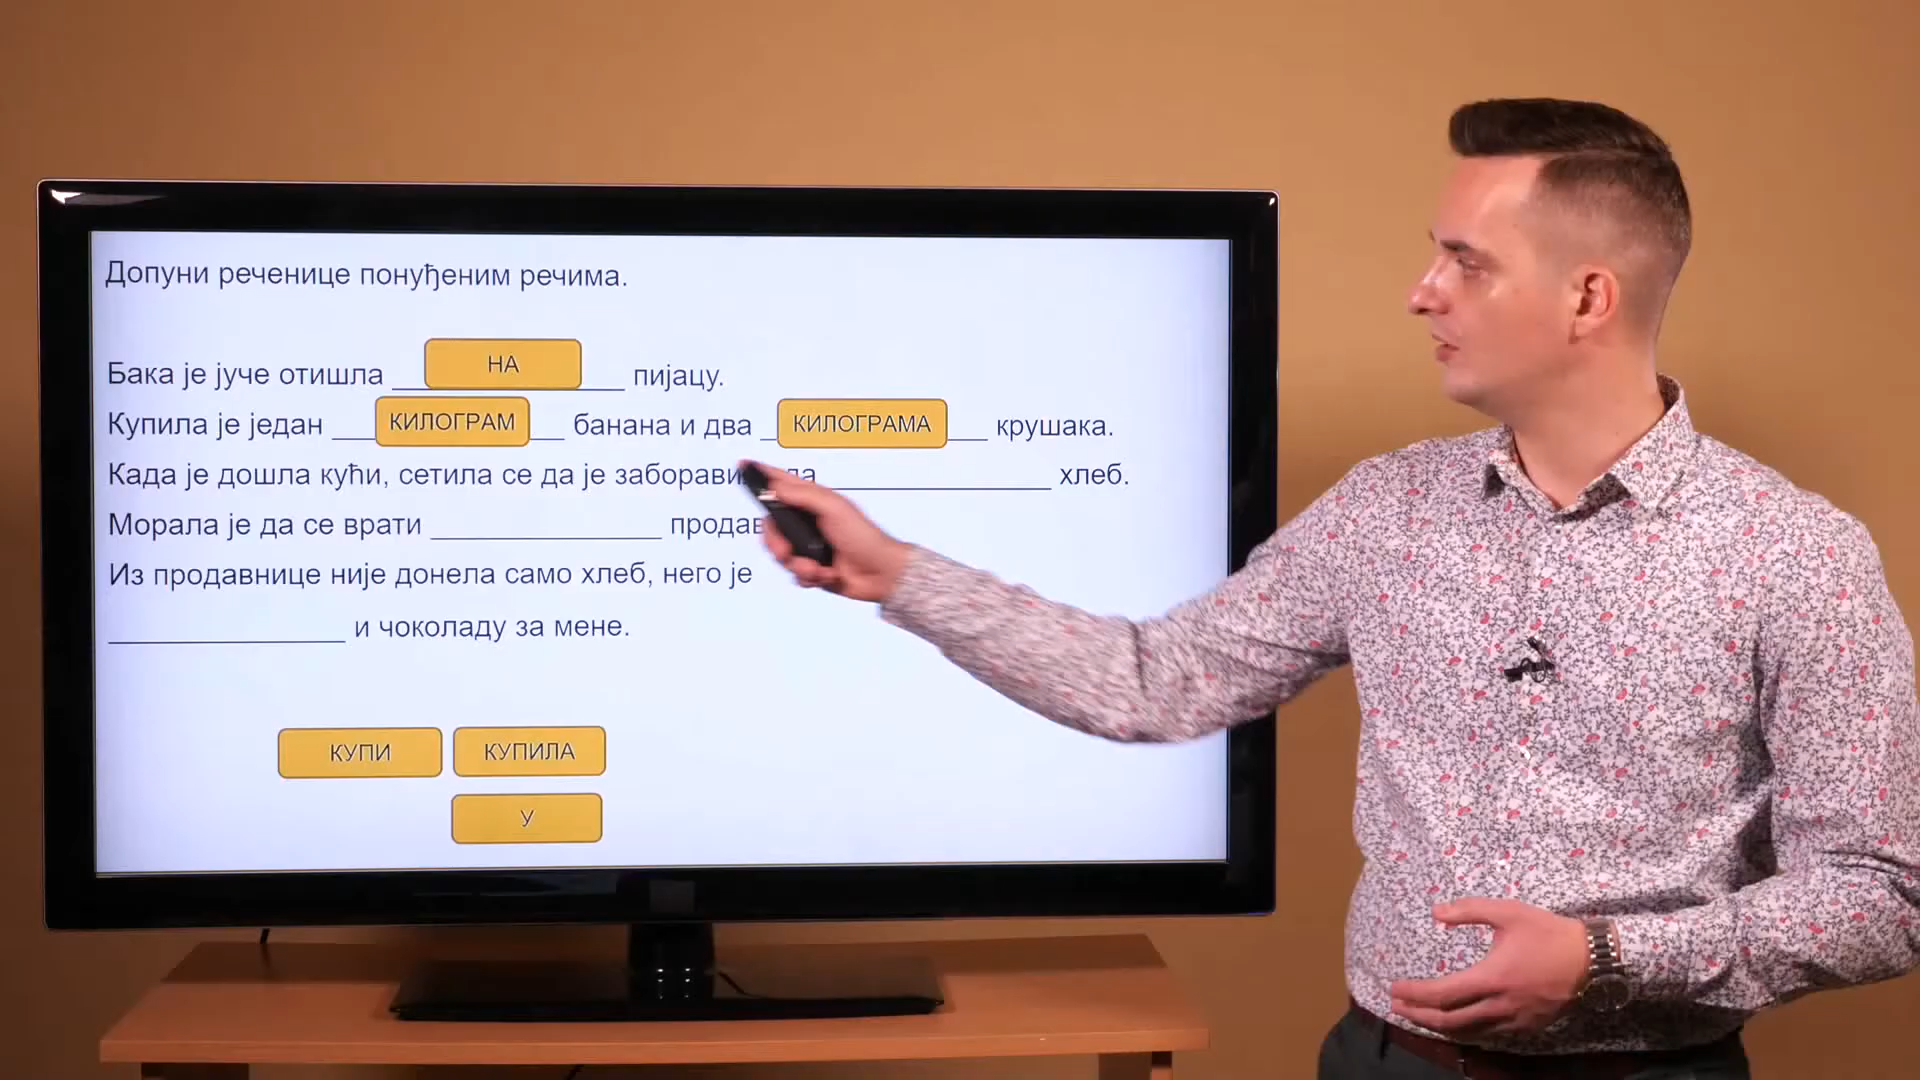 Допуни реченице понуђеним речима.
Бака је јуче отишла НА пијацу.
Купила је један КИЛОГРАМ банана и два КИЛОГРАМА крушака.
Када је дошла кући, сетила се да је хлеб.
Морала је да се врати
Из продавнице није донела само хлеб, него је
и чоколаду за мене.
КУПИ КУПИЛА
У